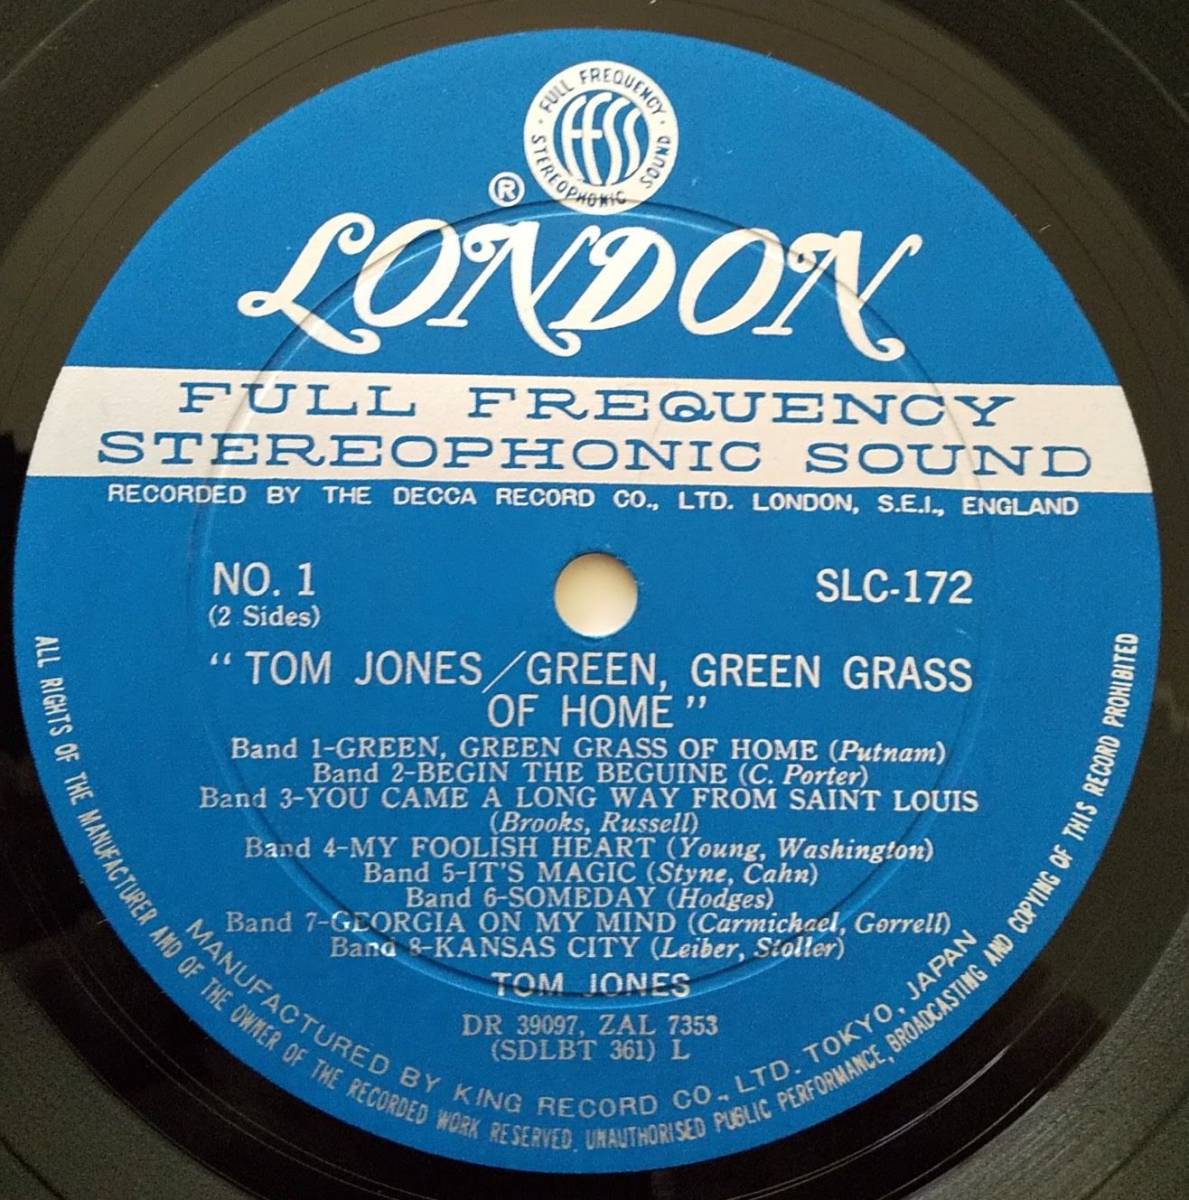 FULL FREQUENCY
FFSS
STEREOPHONIC SOUND
®
LONDON
FULL FREQUENCY
STEREOPHONIC SOUND
RECORDED BY THE DECCA RECORD CO., LTD. LONDON, S.E.I., ENGLAND
NO. 1
SLC-172
(2 Sides)
“TOM JONES/GREEN, GREEN GRASS
OF HOME”
Band 1-GREEN, GREEN GRASS OF HOME (Putnam)
Band 2-BEGIN THE BEGUINE (C. Porter)
Band 3-YOU CAME A LONG WAY FROM SAINT LOUIS
(Brooks, Russell)
Band 4-MY FOOLISH HEART (Young, Washington)
Band 5-IT'S MAGIC (Styne, Cahn)
Band 6-SOMEDAY (Hodges)
Band 7-GEORGIA ON MY MIND (Carmichael, Gorrell)
Band 8-KANSAS CITY (Leiber, Stoller)
TOM JONES
DR 39097, ZAL 7353
(SDLBT 361) L
MANUFACTURED BY KING RECORD CO., LTD. TOKYO, JAPAN
ALL RIGHTS OF THE MANUFACTURER AND OF THE OWNER OF THE RECORDED WORK RESERVED. UNAUTHORISED PUBLIC PERFORMANCE, BROADCASTING AND COPYING OF THIS RECORD PROHIBITED